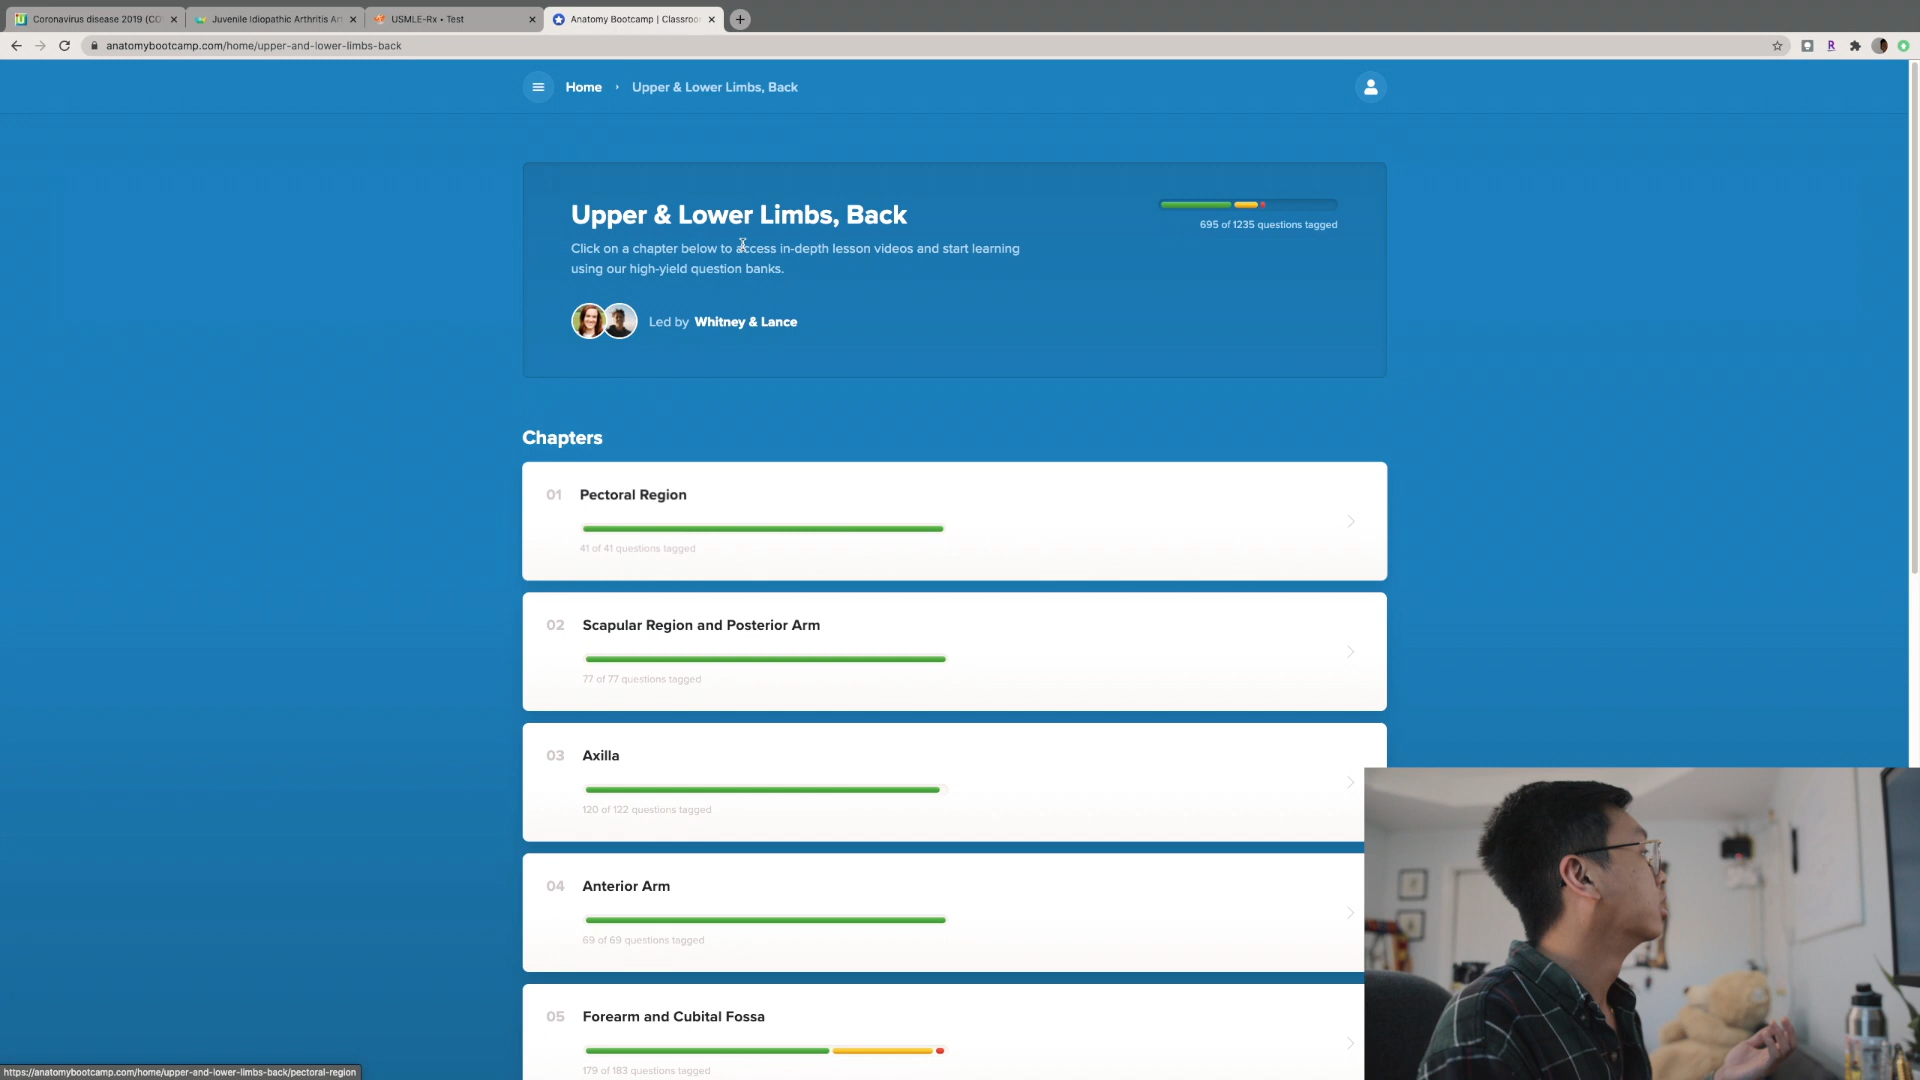 Coronavirus disease 2019 (CO
Juvenile Idiopathic Arthritis Ar
USMLE-Rx • Test
Anatomy Bootcamp | Classroo
anatomybootcamp.com/home/upper-and-lower-limbs-back
R
Home
Upper & Lower Limbs, Back
Upper & Lower Limbs, Back
695 of 1235 questions tagged
Click on a chapter below to access in-depth lesson videos and start learning
using our high-yield question banks.
Led by Whitney & Lance
Chapters
01 Pectoral Region
41 of 41 questions tagged
02 Scapular Region and Posterior Arm
77 of 77 questions tagged
03 Axilla
120 of 122 questions tagged
04 Anterior Arm
69 of 69 questions tagged
05 Forearm and Cubital Fossa
179 of 183 questions tagged
https://anatomybootcamp.com/home/upper-and-lower-limbs-back/pectoral-region